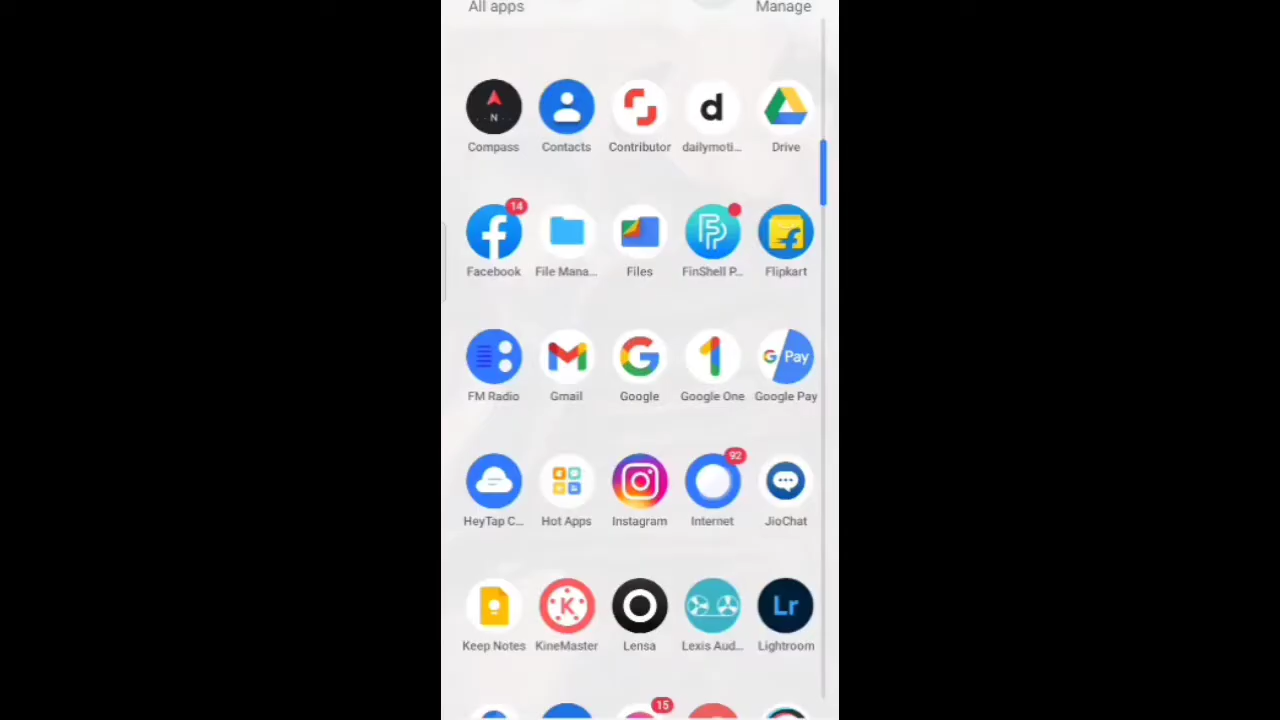 All apps Manage
N
d
Compass Contacts Contributor dailymoti... Drive
14
Facebook File Mana... Files FinShell P... Flipkart
G Pay
FM Radio Gmail Google Google One Google Pay
92
HeyTap C... Hot Apps Instagram Internet JioChat
K Lr
Keep Notes KineMaster Lensa Lexis Aud... Lightroom
15